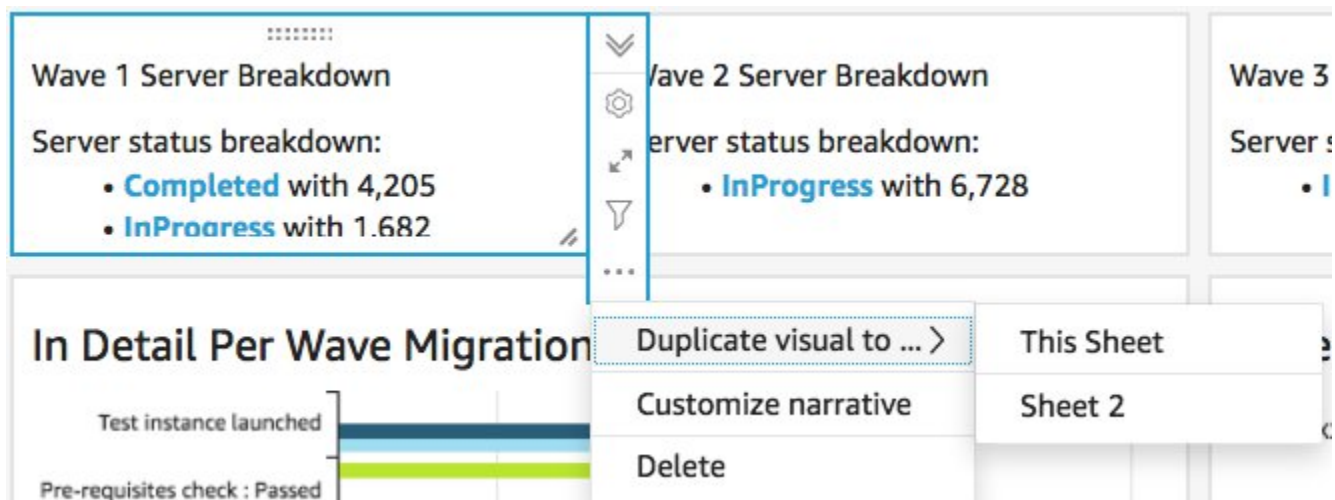 Wave 1 Server Breakdown
Server status breakdown:
• Completed with 4,205
• InProgress with 1,682
Wave 2 Server Breakdown
Server status breakdown:
• InProgress with 6,728
Wave 3
Server
In Detail Per Wave Migration
Test instance launched
Pre-requisites check : Passed
Duplicate visual to ... >
Customize narrative
Delete
This Sheet
Sheet 2